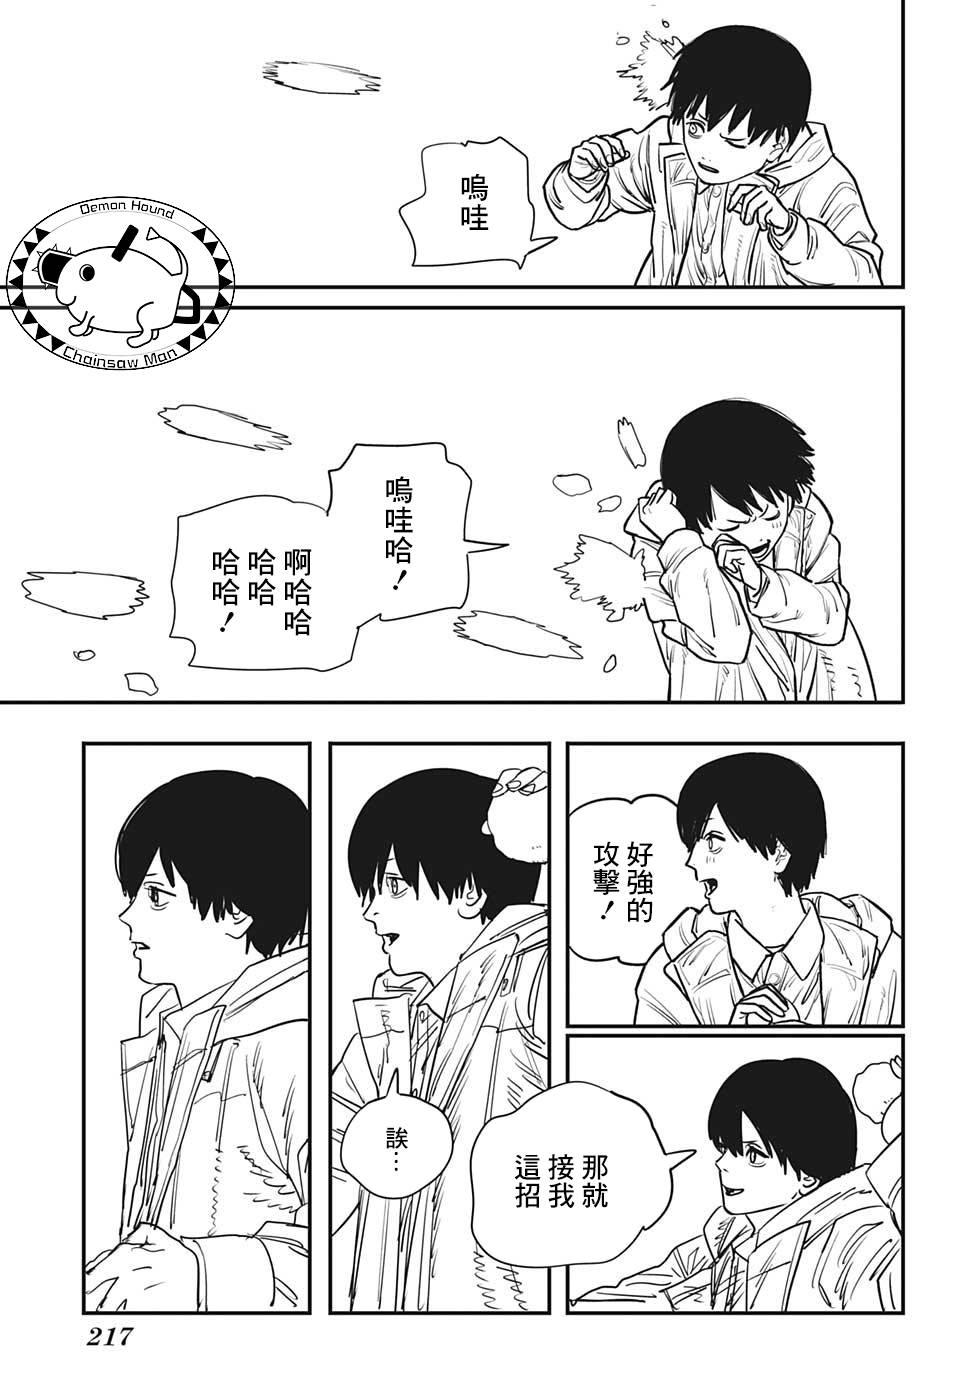 嗚
哇
Demon Hound
Chainsaw Man
嗚哇哈！
啊哈哈
哈哈
哈哈！
好強的
攻擊！
那就
接我
這招
誒…
217